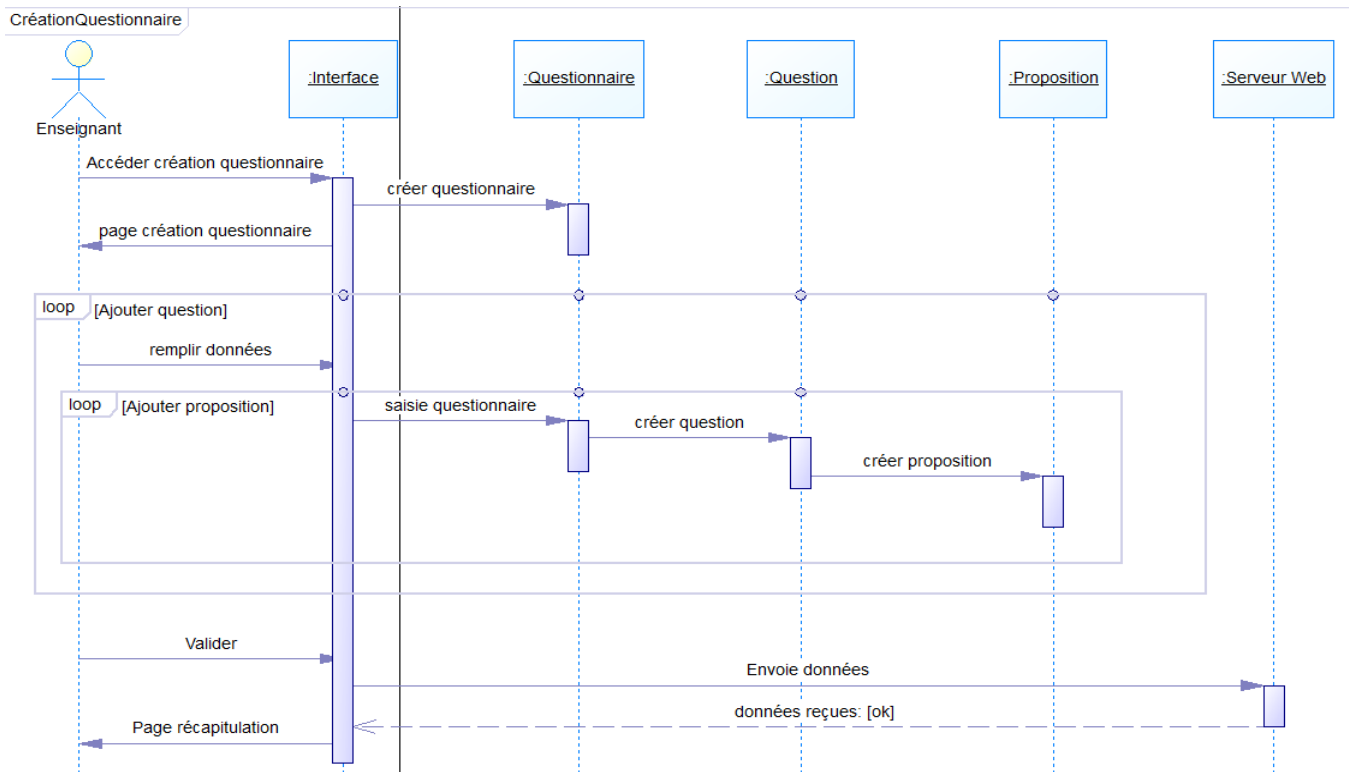 CréationQuestionnaire
:Interface
:Questionnaire
:Question
:Proposition
:Serveur Web
Enseignant
Accéder création questionnaire
créer questionnaire
page création questionnaire
loop
[Ajouter question]
remplir données
loop
[Ajouter proposition]
saisie questionnaire
créer question
créer proposition
Valider
Envoie données
données reçues: [ok]
Page récapitulation